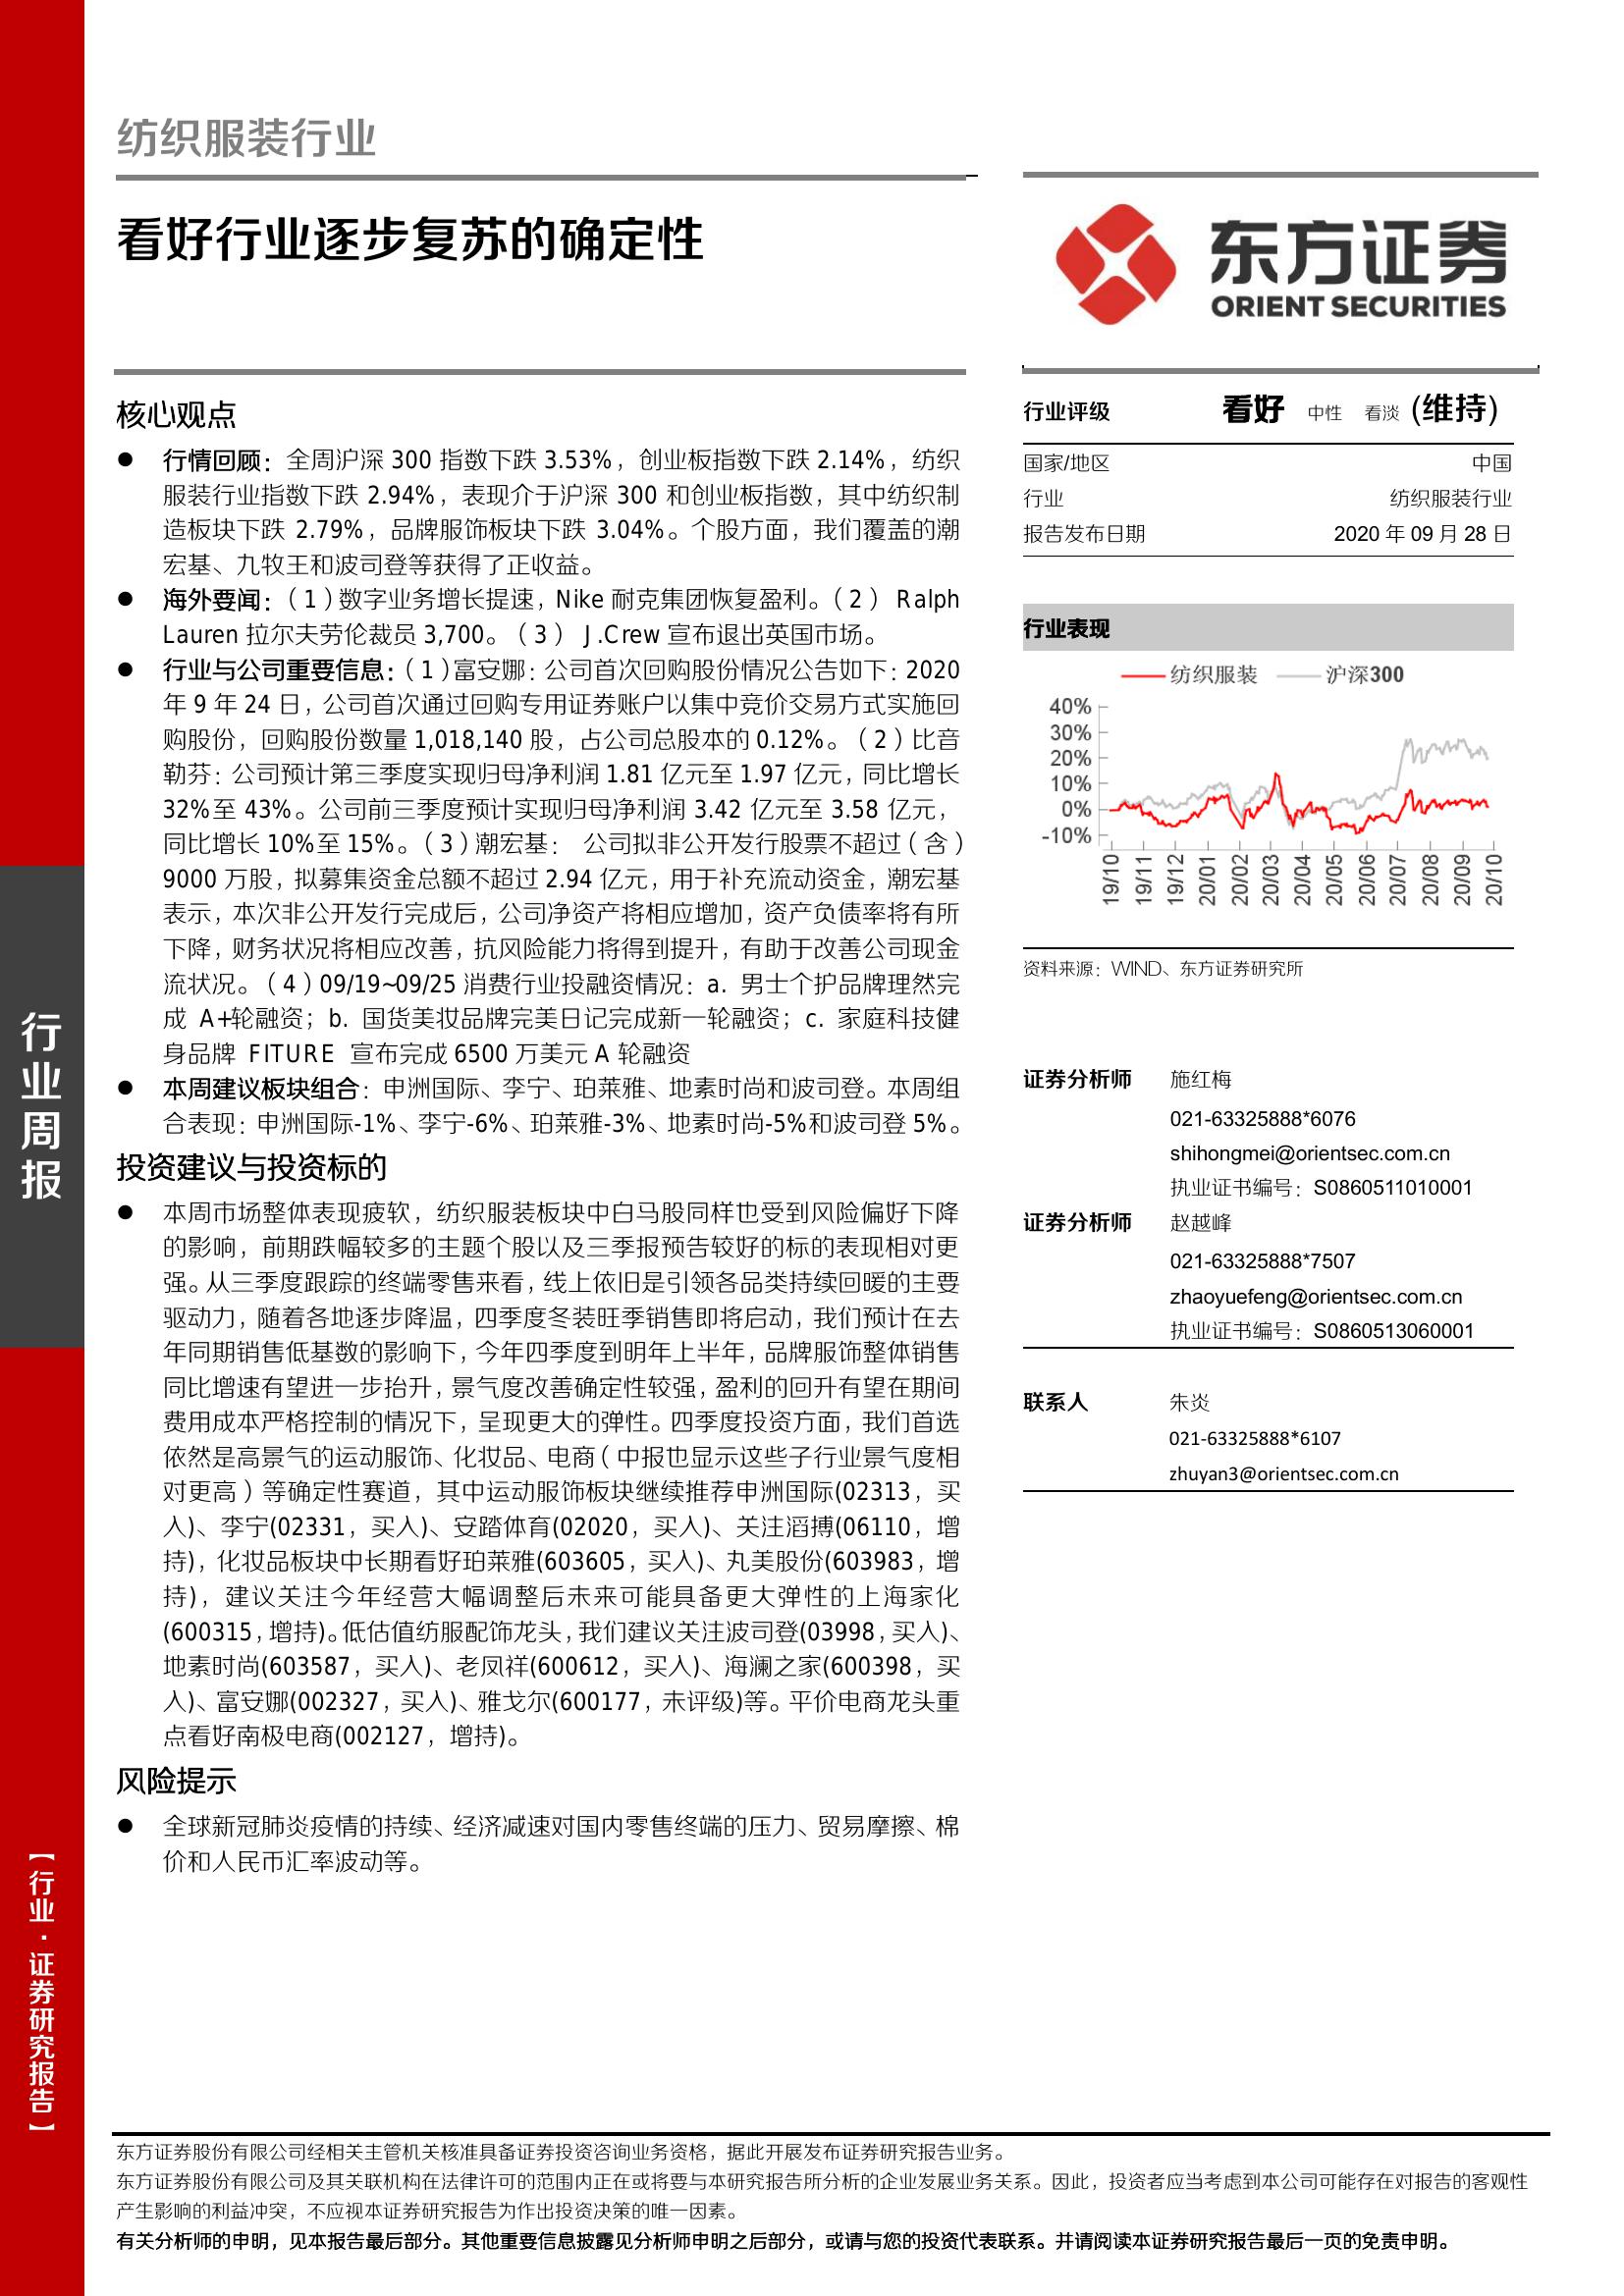 纺织服装行业
看好行业逐步复苏的确定性
东方证券
ORIENT SECURITIES
核心观点
● 行情回顾：全周沪深 300 指数下跌 3.53%，创业板指数下跌 2.14%，纺织
服装行业指数下跌 2.94%，表现介于沪深 300 和创业板指数，其中纺织制
造板块下跌 2.79%，品牌服饰板块下跌 3.04%。个股方面，我们覆盖的潮
宏基、九牧王和波司登等获得了正收益。
● 海外要闻：（1）数字业务增长提速，Nike 耐克集团恢复盈利。（2） Ralph
Lauren 拉尔夫劳伦裁员 3,700。（3） J.Crew 宣布退出英国市场。
● 行业与公司重要信息：（1）富安娜：公司首次回购股份情况公告如下：2020
年 9 年 24 日，公司首次通过回购专用证券账户以集中竞价交易方式实施回
购股份，回购股份数量 1,018,140 股，占公司总股本的 0.12%。（2）比音
勒芬：公司预计第三季度实现归母净利润 1.81 亿元至 1.97 亿元，同比增长
32%至 43%。公司前三季度预计实现归母净利润 3.42 亿元至 3.58 亿元，
同比增长 10%至 15%。（3）潮宏基： 公司拟非公开发行股票不超过（含）
9000 万股，拟募集资金总额不超过 2.94 亿元，用于补充流动资金，潮宏基
表示，本次非公开发行完成后，公司净资产将相应增加，资产负债率将有所
下降，财务状况将相应改善，抗风险能力将得到提升，有助于改善公司现金
流状况。（4）09/19~09/25 消费行业投融资情况：a. 男士个护品牌理然完
成 A+轮融资；b. 国货美妆品牌完美日记完成新一轮融资；c. 家庭科技健
身品牌 FITURE 宣布完成 6500 万美元 A 轮融资
● 本周建议板块组合：申洲国际、李宁、珀莱雅、地素时尚和波司登。本周组
合表现：申洲国际-1%、李宁-6%、珀莱雅-3%、地素时尚-5%和波司登 5%。
投资建议与投资标的
● 本周市场整体表现疲软，纺织服装板块中白马股同样也受到风险偏好下降
的影响，前期跌幅较多的主题个股以及三季报预告较好的标的表现相对更
强。从三季度跟踪的终端零售来看，线上依旧是引领各品类持续回暖的主要
驱动力，随着各地逐步降温，四季度冬装旺季销售即将启动，我们预计在去
年同期销售低基数的影响下，今年四季度到明年上半年，品牌服饰整体销售
同比增速有望进一步抬升，景气度改善确定性较强，盈利的回升有望在期间
费用成本严格控制的情况下，呈现更大的弹性。四季度投资方面，我们首选
依然是高景气的运动服饰、化妆品、电商（中报也显示这些子行业景气度相
对更高）等确定性赛道，其中运动服饰板块继续推荐申洲国际(02313，买
入)、李宁(02331，买入)、安踏体育(02020，买入)、关注滔搏(06110，增
持)，化妆品板块中长期看好珀莱雅(603605，买入)、丸美股份(603983，增
持)，建议关注今年经营大幅调整后未来可能具备更大弹性的上海家化
(600315，增持)。低估值纺服配饰龙头，我们建议关注波司登(03998，买入)、
地素时尚(603587，买入)、老凤祥(600612，买入)、海澜之家(600398，买
入)、富安娜(002327，买入)、雅戈尔(600177，未评级)等。平价电商龙头重
点看好南极电商(002127，增持)。
风险提示
● 全球新冠肺炎疫情的持续、经济减速对国内零售终端的压力、贸易摩擦、棉
价和人民币汇率波动等。
行业评级 看好 中性 看淡 (维持)
国家/地区 中国
行业 纺织服装行业
报告发布日期 2020 年 09 月 28 日
行业表现
纺织服装 沪深300
40%
30%
20%
10%
0%
-10%
19/10 19/11 19/12 20/01 20/02 20/03 20/04 20/05 20/06 20/07 20/08 20/09 20/10
资料来源：WIND、东方证券研究所
证券分析师 施红梅
021-63325888*6076
shihongmei@orientsec.com.cn
执业证书编号：S0860511010001
证券分析师 赵越峰
021-63325888*7507
zhaoyuefeng@orientsec.com.cn
执业证书编号：S0860513060001
联系人 朱炎
021-63325888*6107
zhuyan3@orientsec.com.cn
行业周报
【行业·证券研究报告】
东方证券股份有限公司经相关主管机关核准具备证券投资咨询业务资格，据此开展发布证券研究报告业务。
东方证券股份有限公司及其关联机构在法律许可的范围内正在或将要与本研究报告所分析的企业发展业务关系。因此，投资者应当考虑到本公司可能存在对报告的客观性
产生影响的利益冲突，不应视本证券研究报告为作出投资决策的唯一因素。
有关分析师的申明，见本报告最后部分。其他重要信息披露见分析师申明之后部分，或请与您的投资代表联系。并请阅读本证券研究报告最后一页的免责申明。